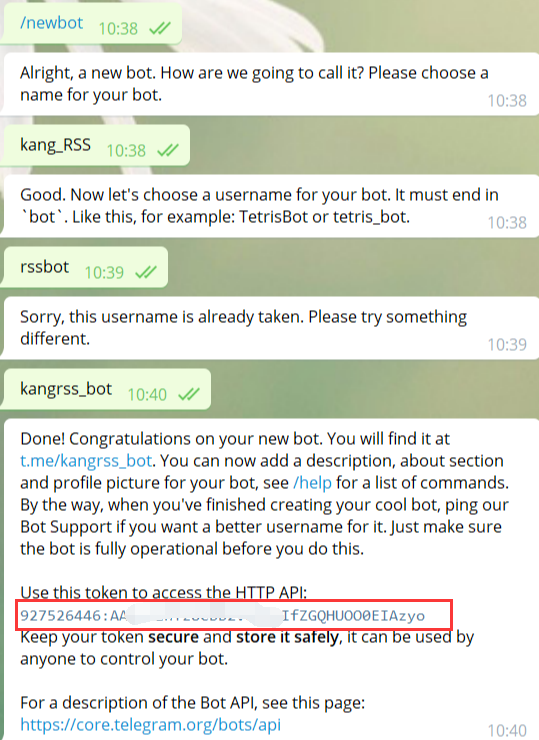 /newbot 10:38
Alright, a new bot. How are we going to call it? Please choose a
name for your bot.
10:38
kang_RSS 10:38
Good. Now let's choose a username for your bot. It must end in
`bot`. Like this, for example: TetrisBot or tetris_bot.
10:38
rssbot 10:39
Sorry, this username is already taken. Please try something
different.
10:39
kangrss_bot 10:40
Done! Congratulations on your new bot. You will find it at
t.me/kangrss_bot. You can now add a description, about section
and profile picture for your bot, see /help for a list of commands.
By the way, when you've finished creating your cool bot, ping our
Bot Support if you want a better username for it. Just make sure
the bot is fully operational before you do this.
Use this token to access the HTTP API:
927526446:AA IfZGQHUOO0EIAzyo
Keep your token secure and store it safely, it can be used by
anyone to control your bot.
For a description of the Bot API, see this page:
https://core.telegram.org/bots/api
10:40